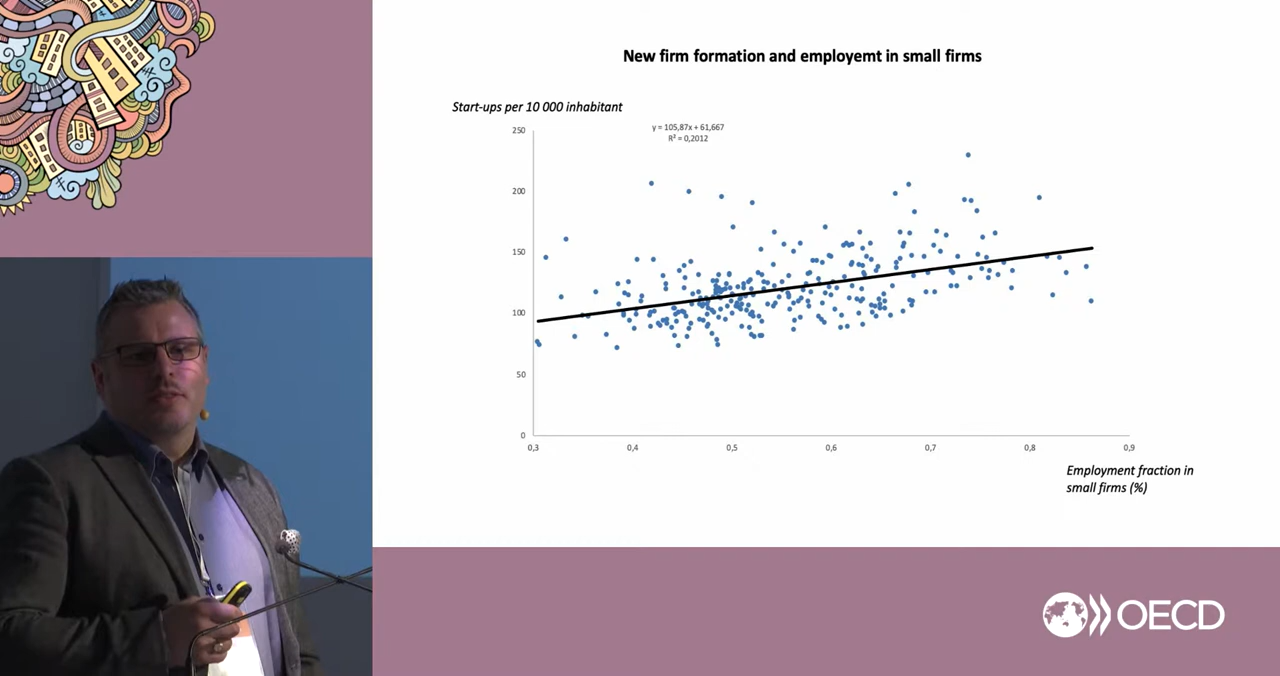 New firm formation and employemt in small firms
Start-ups per 10 000 inhabitant
y = 105,87x + 61,667
R² = 0,2012
250
200
150
100
50
0
0,3 0,4 0,5 0,6 0,7 0,8 0,9
Employment fraction in
small firms (%)
OECD